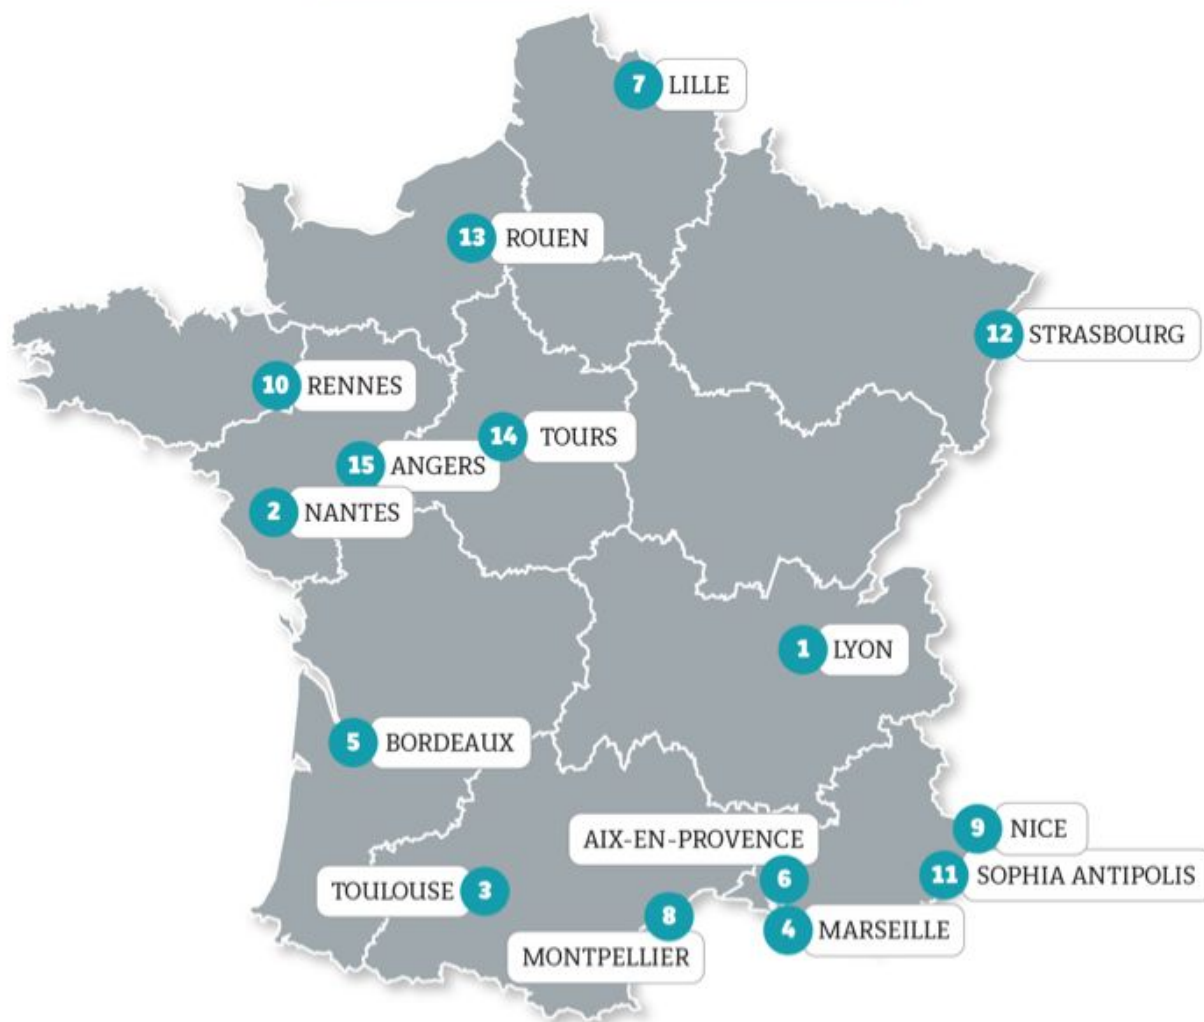 7 LILLE
13 ROUEN
12 STRASBOURG
10 RENNES
14 TOURS
15 ANGERS
2 NANTES
1 LYON
5 BORDEAUX
9 NICE
AIX-EN-PROVENCE
6
11 SOPHIA ANTIPOLIS
TOULOUSE 3
8
4 MARSEILLE
MONTPELLIER